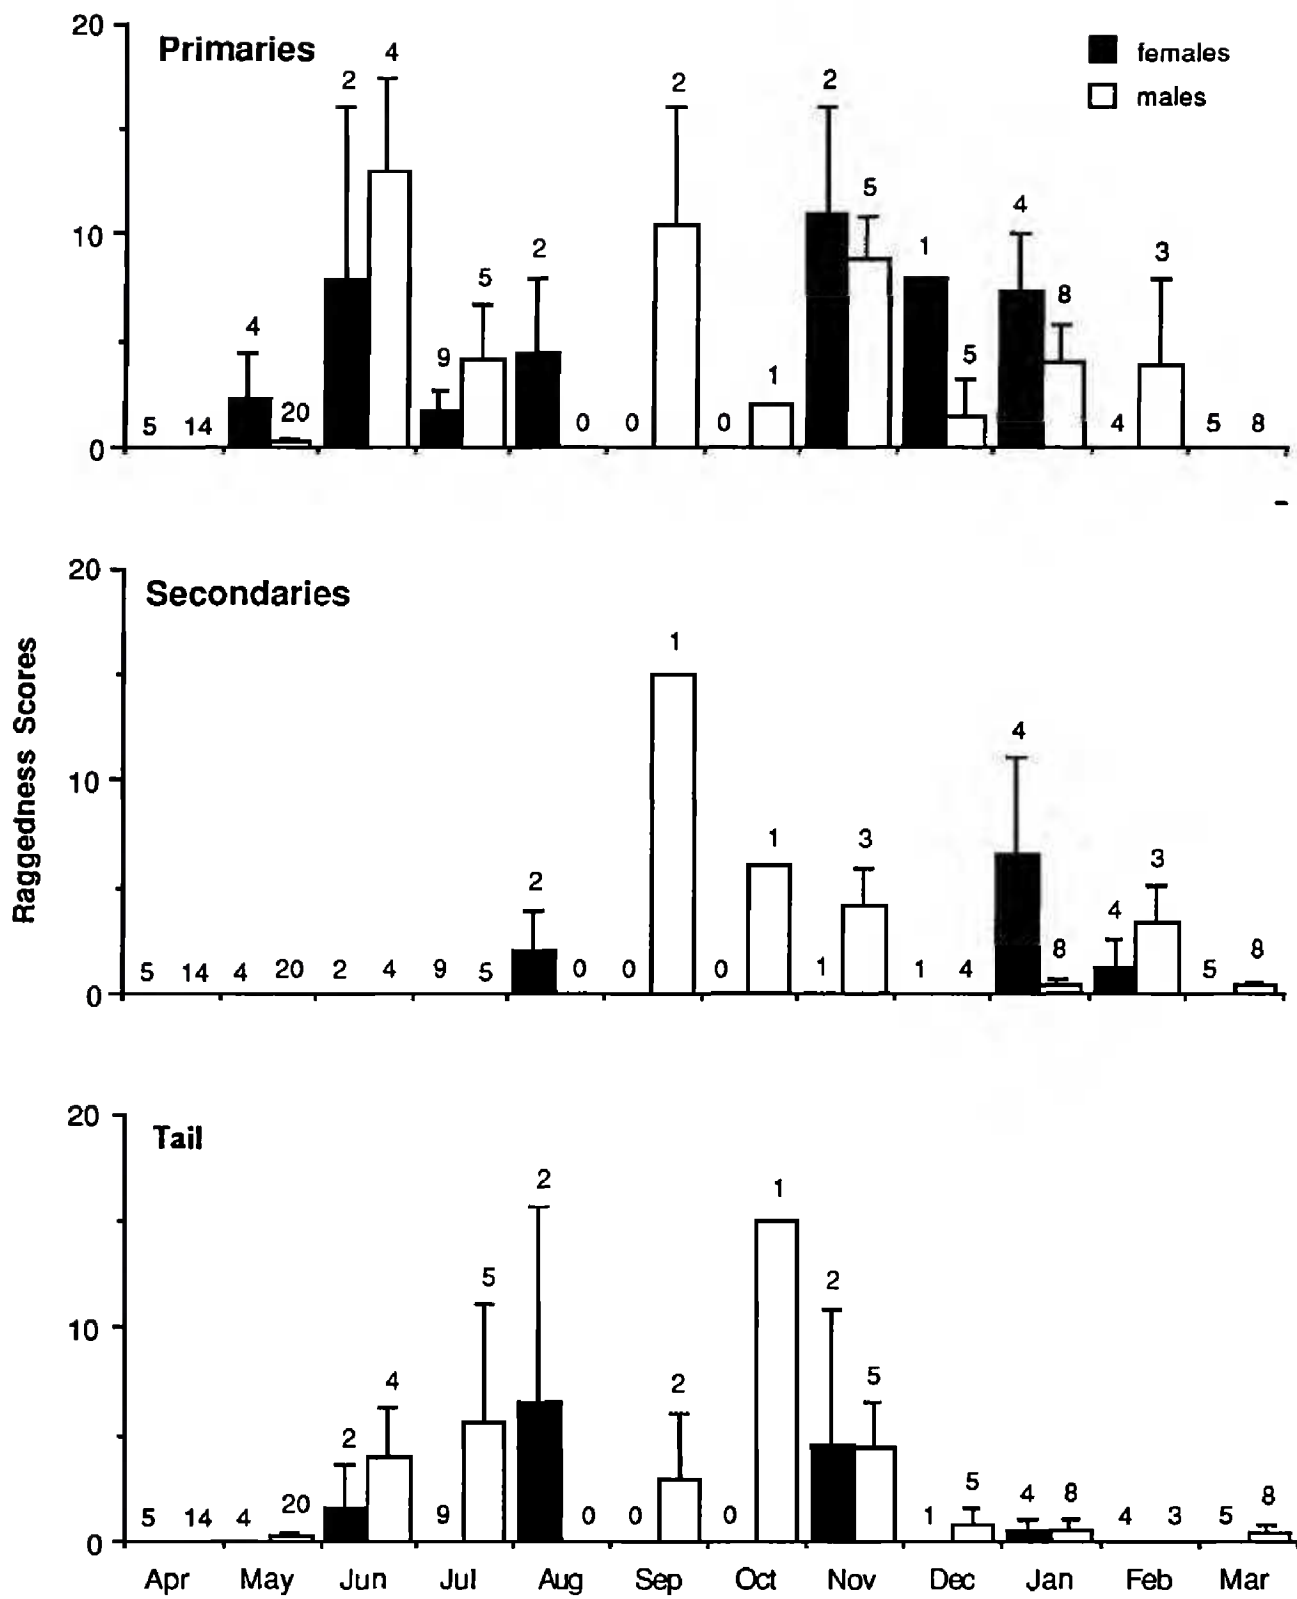 20
Primaries
females
males
2 4 2 2
4 9 5 2 5 1 4 8 3
10
5 14 20 0 0 0 1 5 4 5 8
0
20
Secondaries
1
10
2 1 3 4 4 3
5 14 4 20 2 4 9 5 0 0 0 1 1 4 8 5 8
0
Raggedness Scores
20
Tail
2 1
5 2
10
2 4 2 5
5 14 4 20 9 0 0 0 1 5 4 8 4 3 5 8
0
Apr May Jun Jul Aug Sep Oct Nov Dec Jan Feb Mar